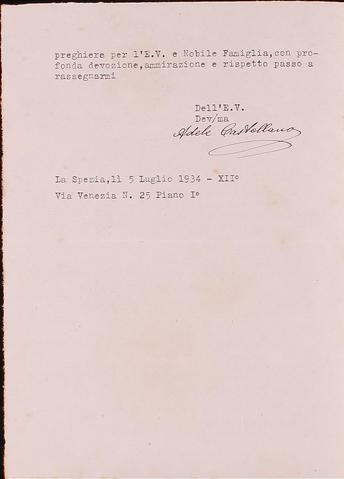 preghiere per l'E.V. e Nobile Famiglia,con pro-
fonda devozione,ammirazione e rispetto passo a
rassegnarmi
Dell'E.V.
Dev/ma
Adele Castellano
La Spezia,11 5 Luglio 1934 - XII°
Via Venezia N. 25 Piano I°